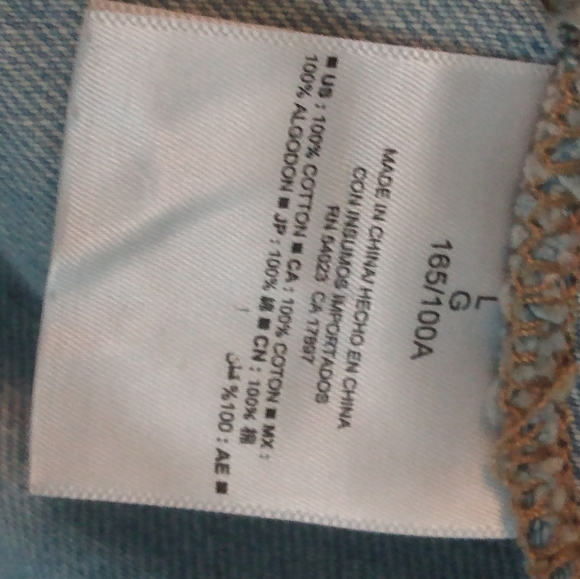 L
G
165/100A
MADE IN CHINA/ HECHO EN CHINA
CON INSUMOS IMPORTADOS
RN 54023 CA 17897
■ US : 100% COTTON ■ CA : 100% COTON ■ MX :
100% ALGODON ■ JP : 100% 綿 ■ CN : 100% 棉
■ AE : 100% قطن